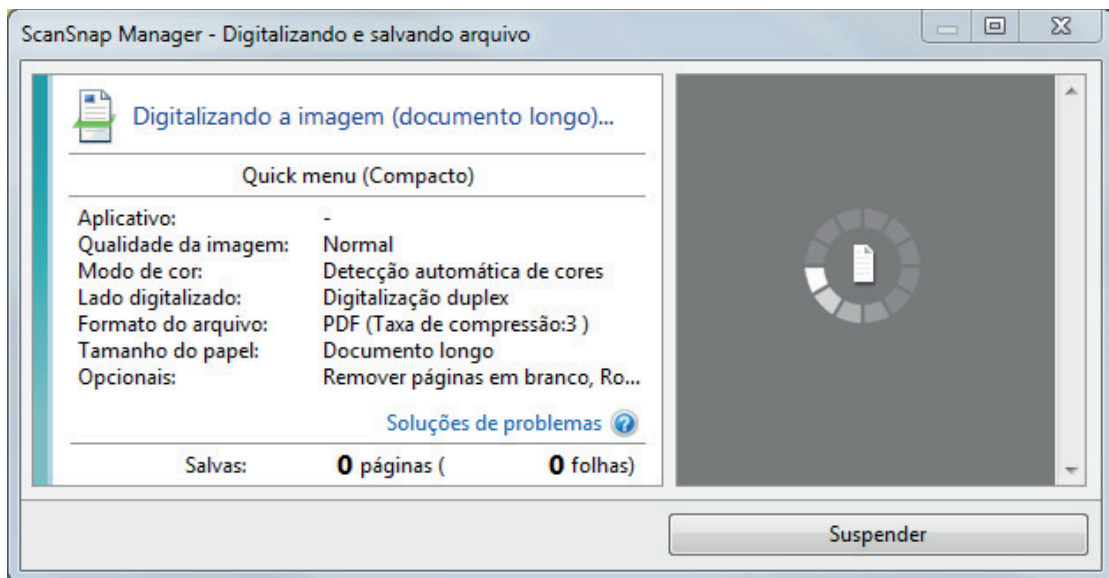 ScanSnap Manager - Digitalizando e salvando arquivo
Digitalizando a imagem (documento longo)...
Quick menu (Compacto)
Aplicativo: -
Qualidade da imagem: Normal
Modo de cor: Detecção automática de cores
Lado digitalizado: Digitalização duplex
Formato do arquivo: PDF (Taxa de compressão:3 )
Tamanho do papel: Documento longo
Opcionais: Remover páginas em branco, Ro...
Soluções de problemas
Salvas: 0 páginas ( 0 folhas)
Suspender